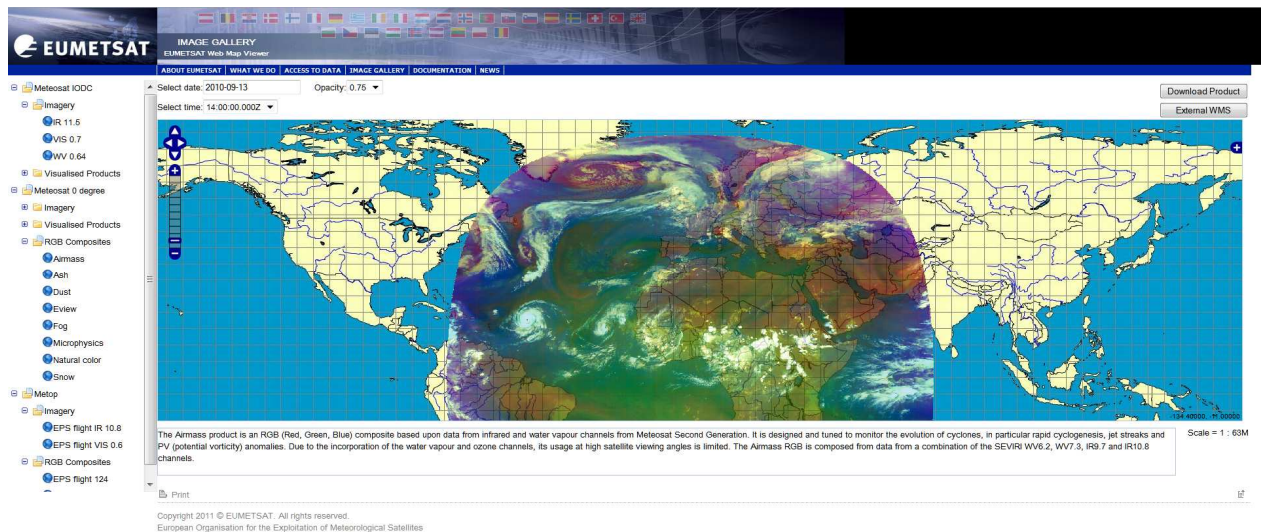 EUMETSAT
IMAGE GALLERY
EUMETSAT Web Map Viewer
ABOUT EUMETSAT | WHAT WE DO | ACCESS TO DATA | IMAGE GALLERY | DOCUMENTATION | NEWS |
Meteosat IODC
Imagery
IR 11.5
VIS 0.7
WV 0.64
Visualised Products
Meteosat 0 degree
Imagery
Visualised Products
RGB Composites
Airmass
Ash
Dust
Eview
Fog
Microphysics
Natural color
Snow
Metop
Imagery
EPS flight IR 10.8
EPS flight VIS 0.6
RGB Composites
EPS flight 124
Select date: 2010-09-13 Opacity: 0.75
Select time: 14:00:00.000Z
Download Product
External WMS
-134.40000, -11.00000
Scale = 1 : 63M
The Airmass product is an RGB (Red, Green, Blue) composite based upon data from infrared and water vapour channels from Meteosat Second Generation. It is designed and tuned to monitor the evolution of cyclones, in particular rapid cyclogenesis, jet streaks and
PV (potential vorticity) anomalies. Due to the incorporation of the water vapour and ozone channels, its usage at high satellite viewing angles is limited. The Airmass RGB is composed from data from a combination of the SEVIRI WV6.2, WV7.3, IR9.7 and IR10.8
channels.
Print
Copyright 2011 © EUMETSAT. All rights reserved.
European Organisation for the Exploitation of Meteorological Satellites